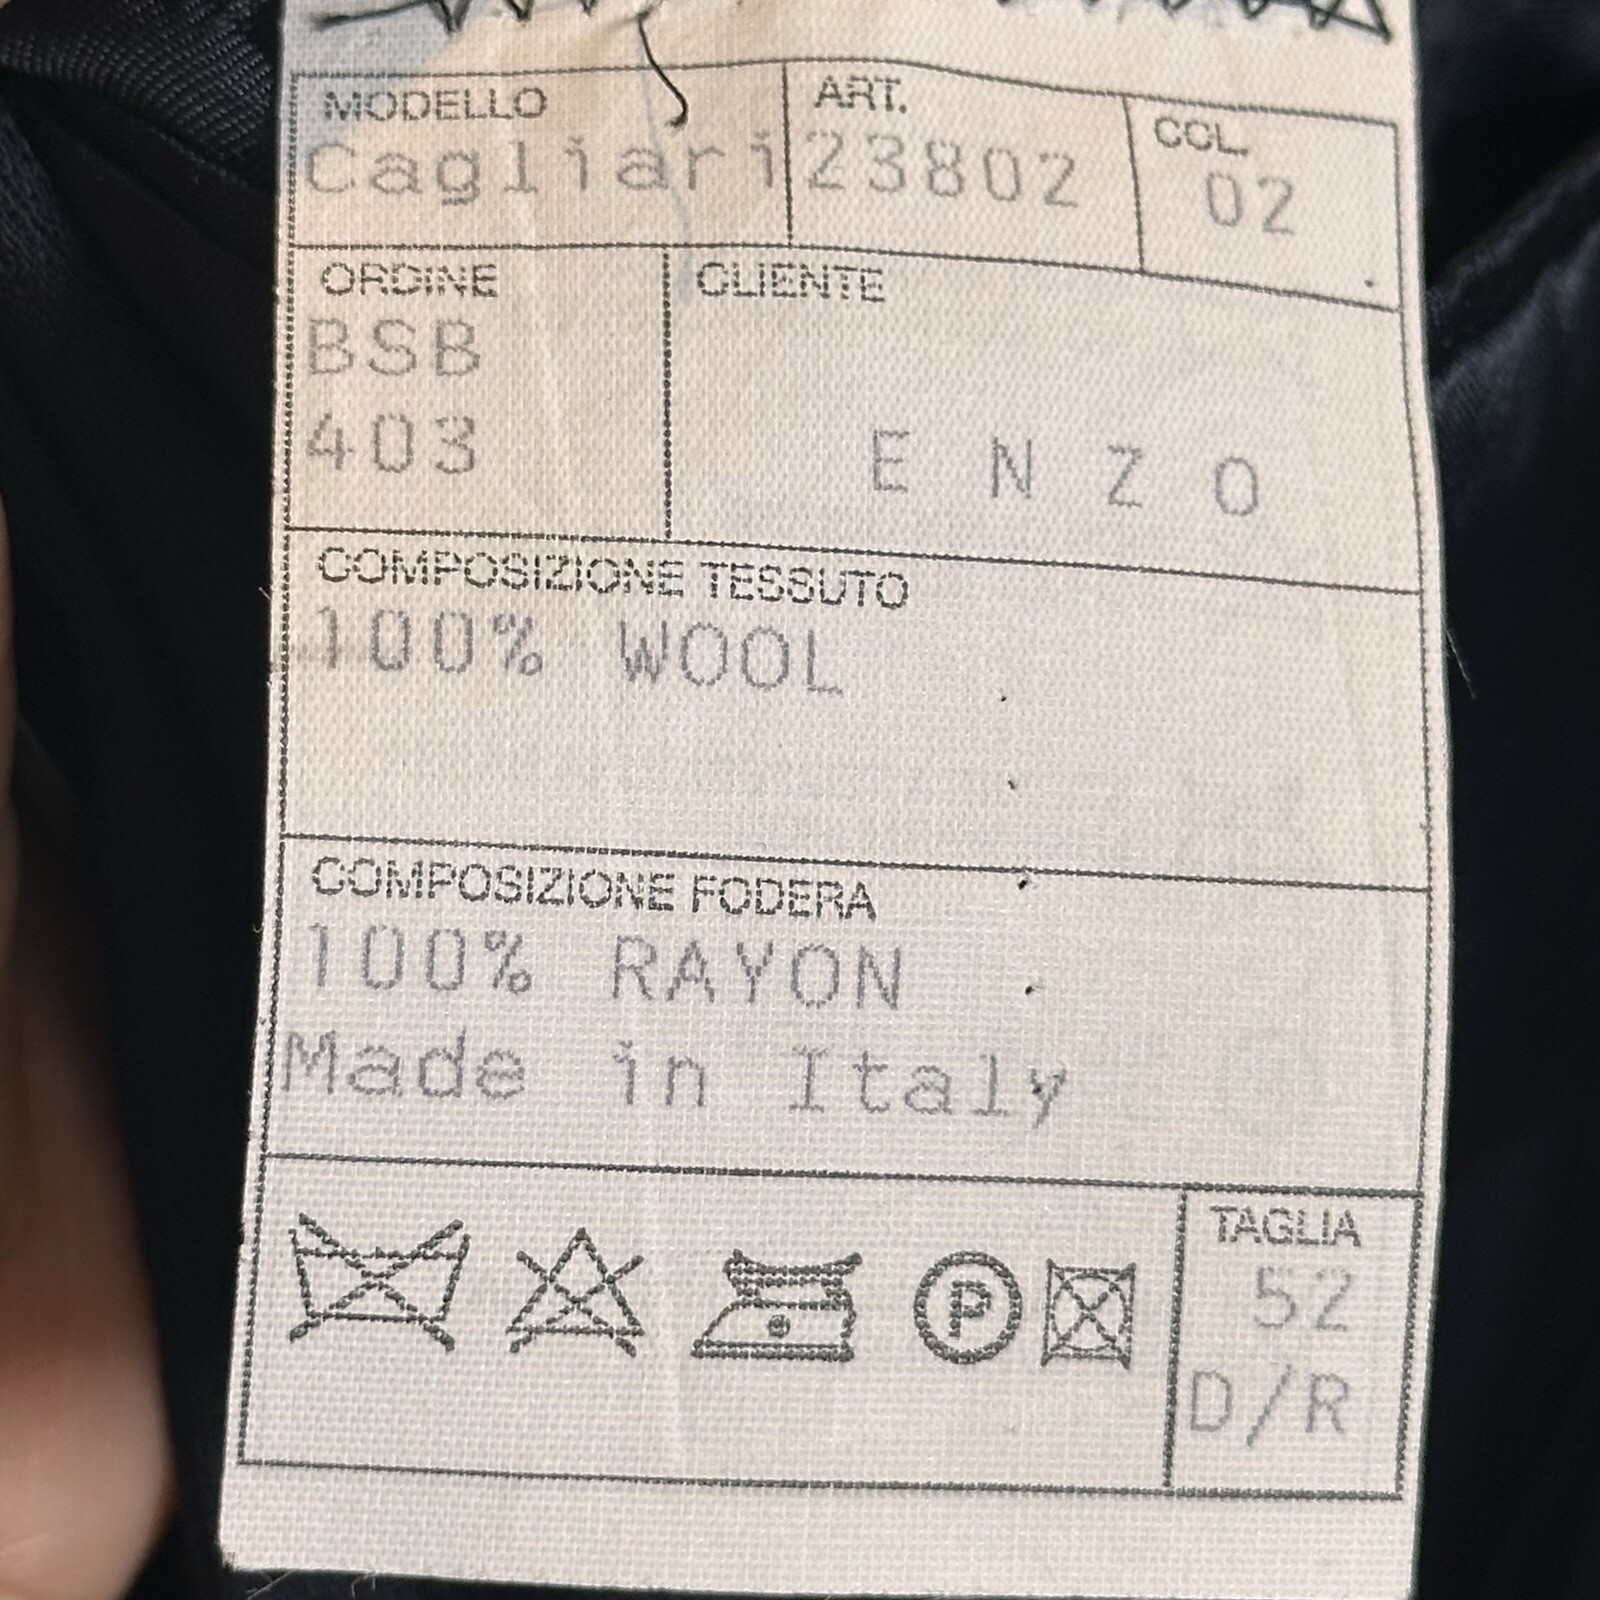 MODELLO ART. COL.
Cagliari 23802 02
ORDINE CLIENTE
BSB
403 E N Z O
COMPOSIZIONE TESSUTO
100% WOOL
COMPOSIZIONE FODERA
100% RAYON
Made in Italy
P
TAGLIA
52
D/R